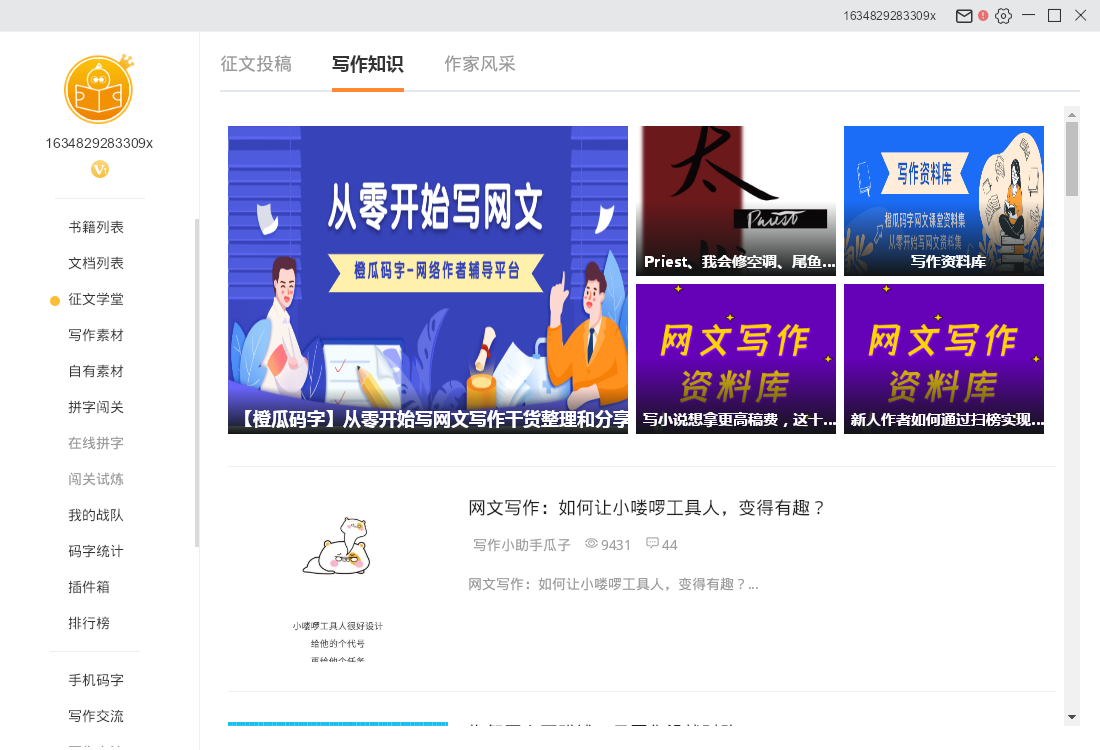 1634829283309x
征文投稿 写作知识 作家风采
1634829283309x
V1
书籍列表
文档列表
征文学堂
写作素材
自有素材
拼字闯关
在线拼字
闯关试炼
我的战队
码字统计
插件箱
排行榜
手机码字
写作交流
从零开始写网文
橙瓜码字-网络作者辅导平台
【橙瓜码字】从零开始写网文写作干货整理和分享
太
Priest
Priest、我会修空调、尾鱼...
写作资料库
橙瓜码字网文课堂资料集
从零开始写网文资料集
写作资料库
网文写作
资料库
写小说想拿更高稿费，这十...
网文写作
资料库
新人作者如何通过扫榜实现...
小喽啰工具人很好设计
给他的个代号
再给他个任务
网文写作：如何让小喽啰工具人，变得有趣？
写作小助手瓜子 9431 44
网文写作：如何让小喽啰工具人，变得有趣？...